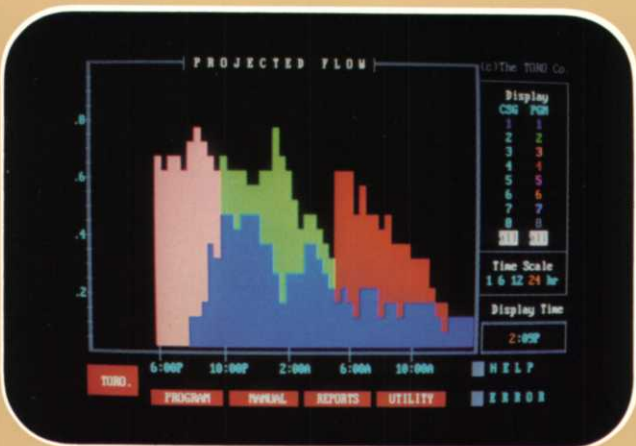 PROJECTED FLOW
(c)The TORO Co.
.8
.6
.4
.2
6:00P 10:00P 2:00A 6:00A 10:00A
Display
CSG PGM
1 1
2 2
3 3
4 4
5 5
6 6
7 7
8 8
Time Scale
1 6 12 24 hr
Display Time
2:09P
TORO.
PROGRAM MANUAL REPORTS UTILITY
HELP
ERROR